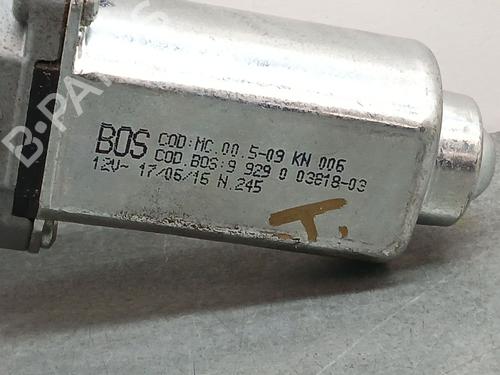 B-PARTS
BOS COD:MC.00.5-09 KN 006
COD.BOS:9 929 0 03818-03
12V- 17/06/16 N.245
T.